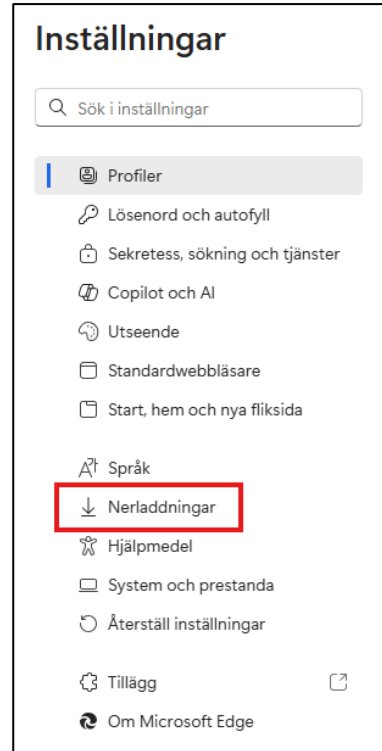 Inställningar
Sök i inställningar
Profiler
Lösenord och autofyll
Sekretess, sökning och tjänster
Copilot och AI
Utseende
Standardwebbläsare
Start, hem och nya fliksida
Språk
Nerladdningar
Hjälpmedel
System och prestanda
Återställ inställningar
Tillägg
Om Microsoft Edge